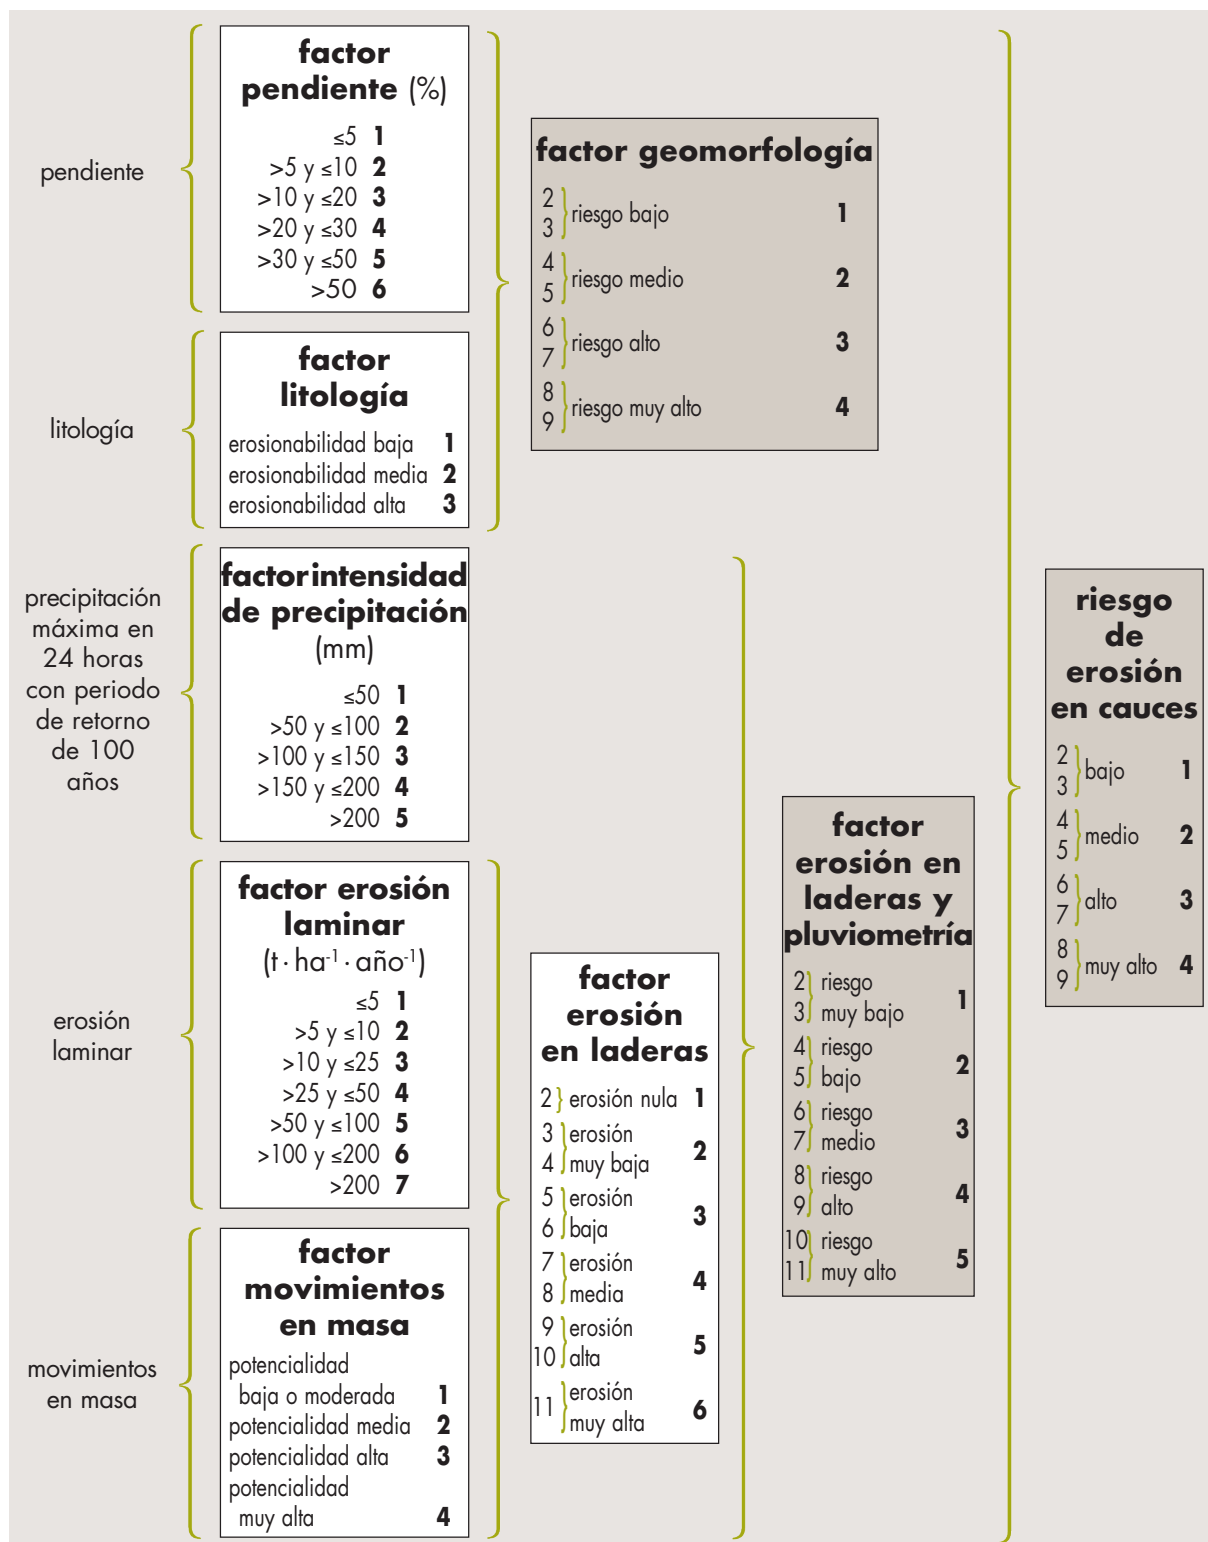 pendiente
factor
pendiente (%)
≤5 1
>5 y ≤10 2
>10 y ≤20 3
>20 y ≤30 4
>30 y ≤50 5
>50 6
litología
factor
litología
erosionabilidad baja 1
erosionabilidad media 2
erosionabilidad alta 3
factor geomorfología
2
3
riesgo bajo 1
4
5
riesgo medio 2
6
7
riesgo alto 3
8
9
riesgo muy alto 4
precipitación
máxima en
24 horas
con periodo
de retorno
de 100
años
factor intensidad
de precipitación
(mm)
≤50 1
>50 y ≤100 2
>100 y ≤150 3
>150 y ≤200 4
>200 5
erosión
laminar
factor erosión
laminar
(t·ha-1·año-1)
≤5 1
>5 y ≤10 2
>10 y ≤25 3
>25 y ≤50 4
>50 y ≤100 5
>100 y ≤200 6
>200 7
movimientos
en masa
factor
movimientos
en masa
potencialidad
baja o moderada 1
potencialidad media 2
potencialidad alta 3
potencialidad
muy alta 4
factor
erosión
en laderas
2 erosión nula 1
3 erosión
4 muy baja 2
5 erosión
6 baja 3
7 erosión
8 media 4
9 erosión
10 alta 5
11 erosión
muy alta 6
factor
erosión en
laderas y
pluviometría
2 riesgo
3 muy bajo 1
4 riesgo
5 bajo 2
6 riesgo
7 medio 3
8 riesgo
9 alto 4
10 riesgo
11 muy alto 5
riesgo
de
erosión
en cauces
2
3
bajo 1
4
5
medio 2
6
7
alto 3
8
9
muy alto 4